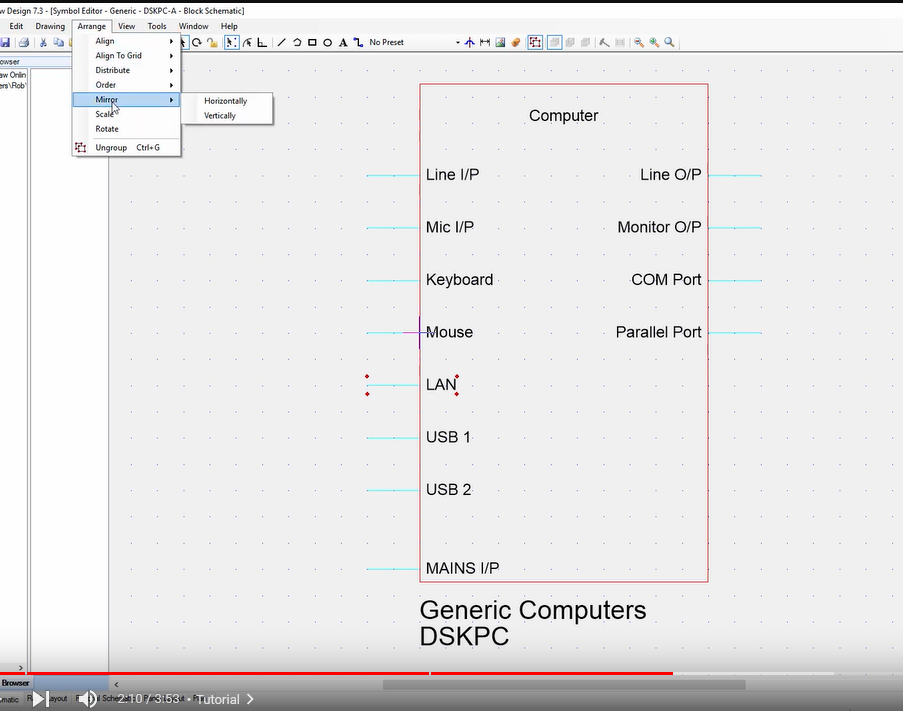 w Design 7.3 - [Symbol Editor - Generic - DSKPC-A - Block Schematic]
Edit Drawing Arrange View Tools Window Help
No Preset
owser
Align
Align To Grid
Distribute
Order
Mirror
Scale
Rotate
Ungroup Ctrl+G
Horizontally
Vertically
aw Onlin
ers\Rob'
Computer
Line I/P Line O/P
Mic I/P Monitor O/P
Keyboard COM Port
Mouse Parallel Port
LAN
USB 1
USB 2
MAINS I/P
Generic Computers
DSKPC
Browser
2:10 / 3:53 • Tutorial